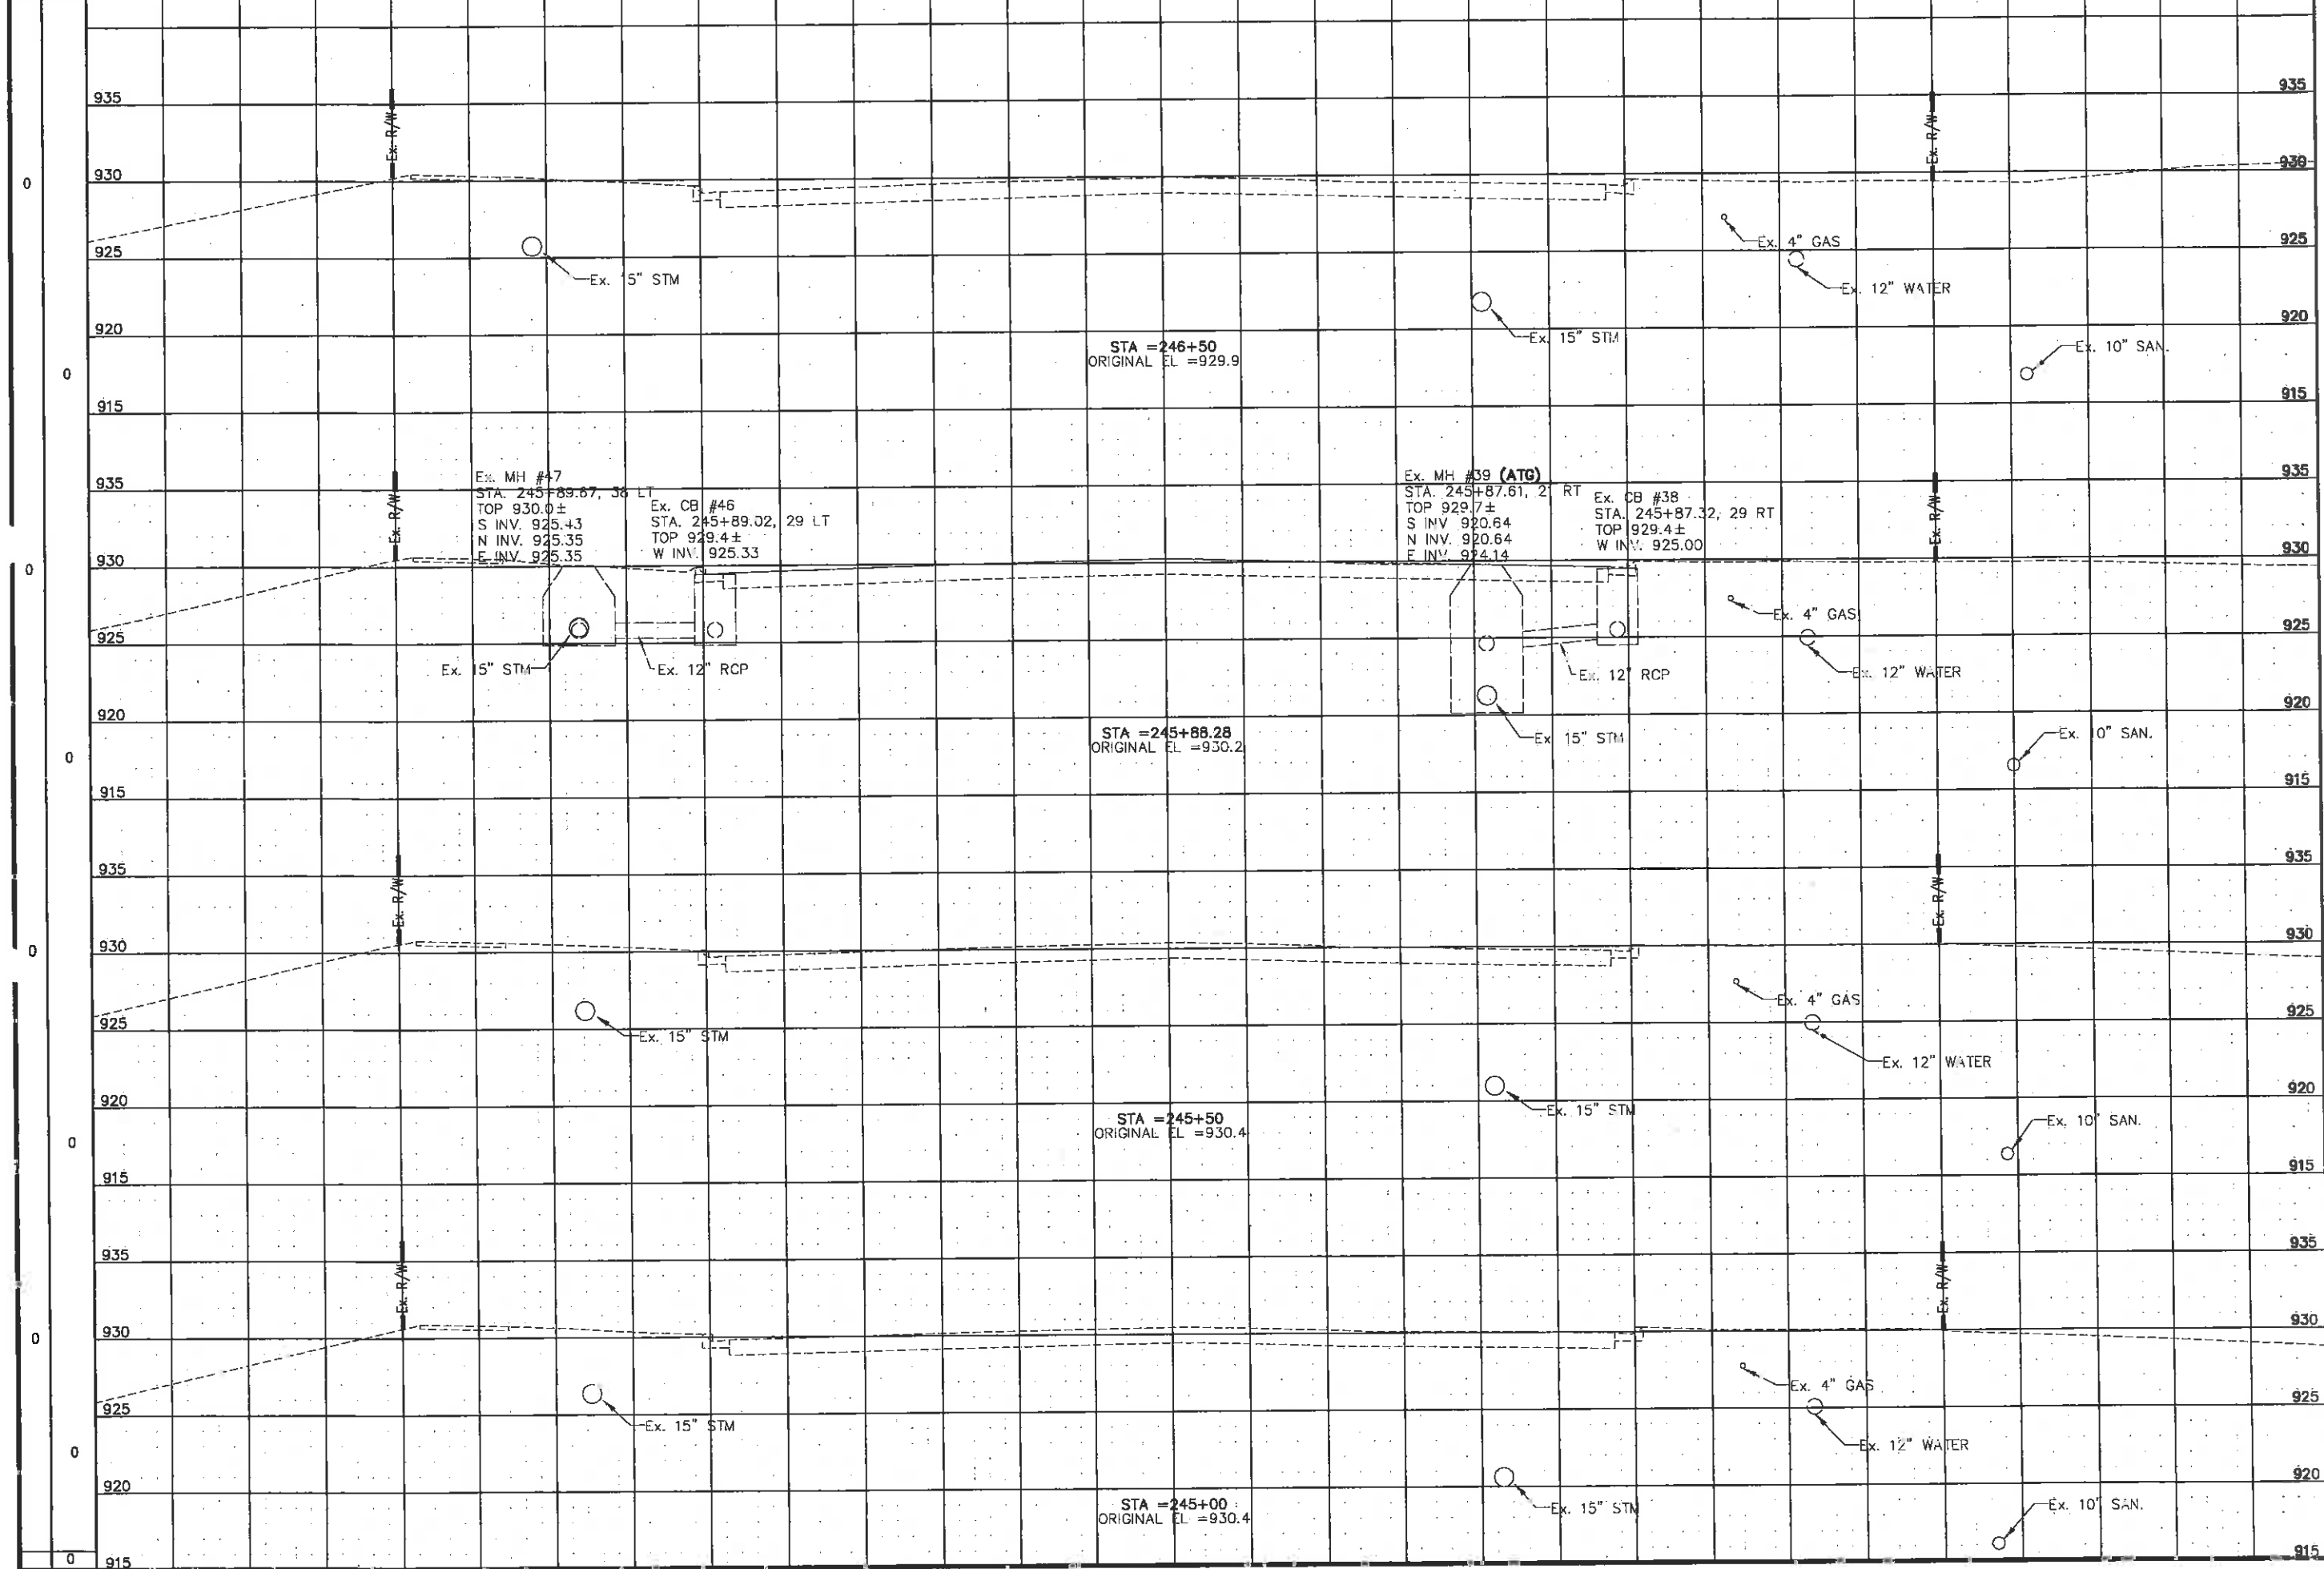 935
Ex. R/W
Ex. R/W
935
0
930
930
925
Ex. 4" GAS
925
Ex. 15" STM
Ex. 12" WATER
920
Ex. 15" STM
920
STA =246+50
ORIGINAL EL =929.9
Ex. 10" SAN.
0
915
915
935
Ex. R/W
Ex. MH #47
STA. 245+89.67, 38 LT
TOP 930.0±
S INV. 925.43
N INV. 925.35
E INV. 925.35
Ex. CB #46
STA. 245+89.02, 29 LT
TOP 929.4±
W INV. 925.33
Ex. MH #39 (ATG)
STA. 245+87.61, 21 RT
TOP 929.7±
S INV 920.64
N INV. 920.64
E INV. 924.14
Ex. CB #38
STA. 245+87.32, 29 RT
TOP 929.4±
W INV. 925.00
Ex. R/W
935
0
930
930
925
Ex. 4" GAS
925
Ex. 15" STM
Ex. 12" RCP
Ex. 12" RCP
Ex. 12" WATER
920
920
STA =245+88.28
ORIGINAL EL =930.2
Ex. 15" STM
Ex. 10" SAN.
0
915
915
935
Ex. R/W
Ex. R/W
935
0
930
930
925
Ex. 4" GAS
925
Ex. 15" STM
Ex. 12" WATER
920
920
STA =245+50
ORIGINAL EL =930.4
Ex. 15" STM
Ex. 10" SAN.
0
915
915
935
Ex. R/W
Ex. R/W
935
0
930
930
925
Ex. 4" GAS
925
Ex. 15" STM
Ex. 12" WATER
0
920
920
STA =245+00
ORIGINAL EL =930.4
Ex. 15" STM
Ex. 10" SAN.
0
915
915